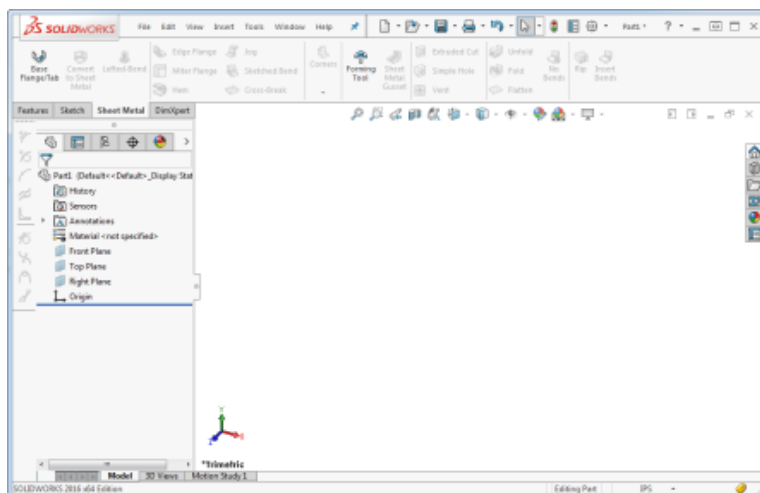 SOLIDWORKS File Edit View Insert Tools Window Help Part1 *
Base Flange/Tab
Convert to Sheet Metal
Lofted-Bend
Edge Flange
Miter Flange
Hem
Jog
Sketched Bend
Cross-Break
Corners
Forming Tool
Sheet Metal Gusset
Extruded Cut
Simple Hole
Vent
Unfold
Fold
Flatten
No Bends
Rip
Insert Bends
Features Sketch Sheet Metal DimXpert
Part1 (Default<<Default>_Display Stat
History
Sensors
Annotations
Material <not specified>
Front Plane
Top Plane
Right Plane
Origin
*Trimetric
Model 3D Views Motion Study 1
SOLIDWORKS 2016 x64 Edition Editing Part IPS